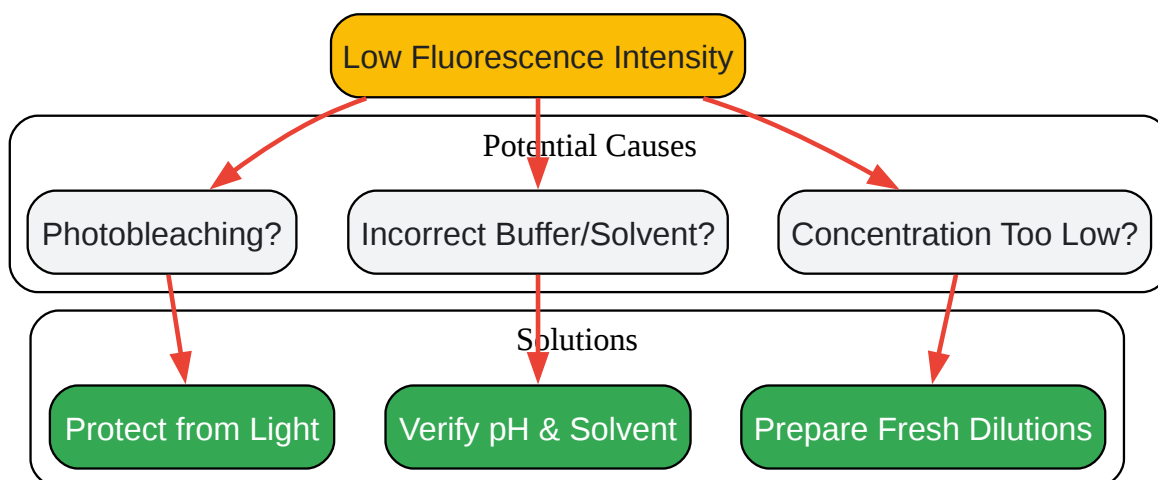 Low Fluorescence Intensity
Potential Causes
Photobleaching?
Incorrect Buffer/Solvent?
Concentration Too Low?
Solutions
Protect from Light
Verify pH & Solvent
Prepare Fresh Dilutions